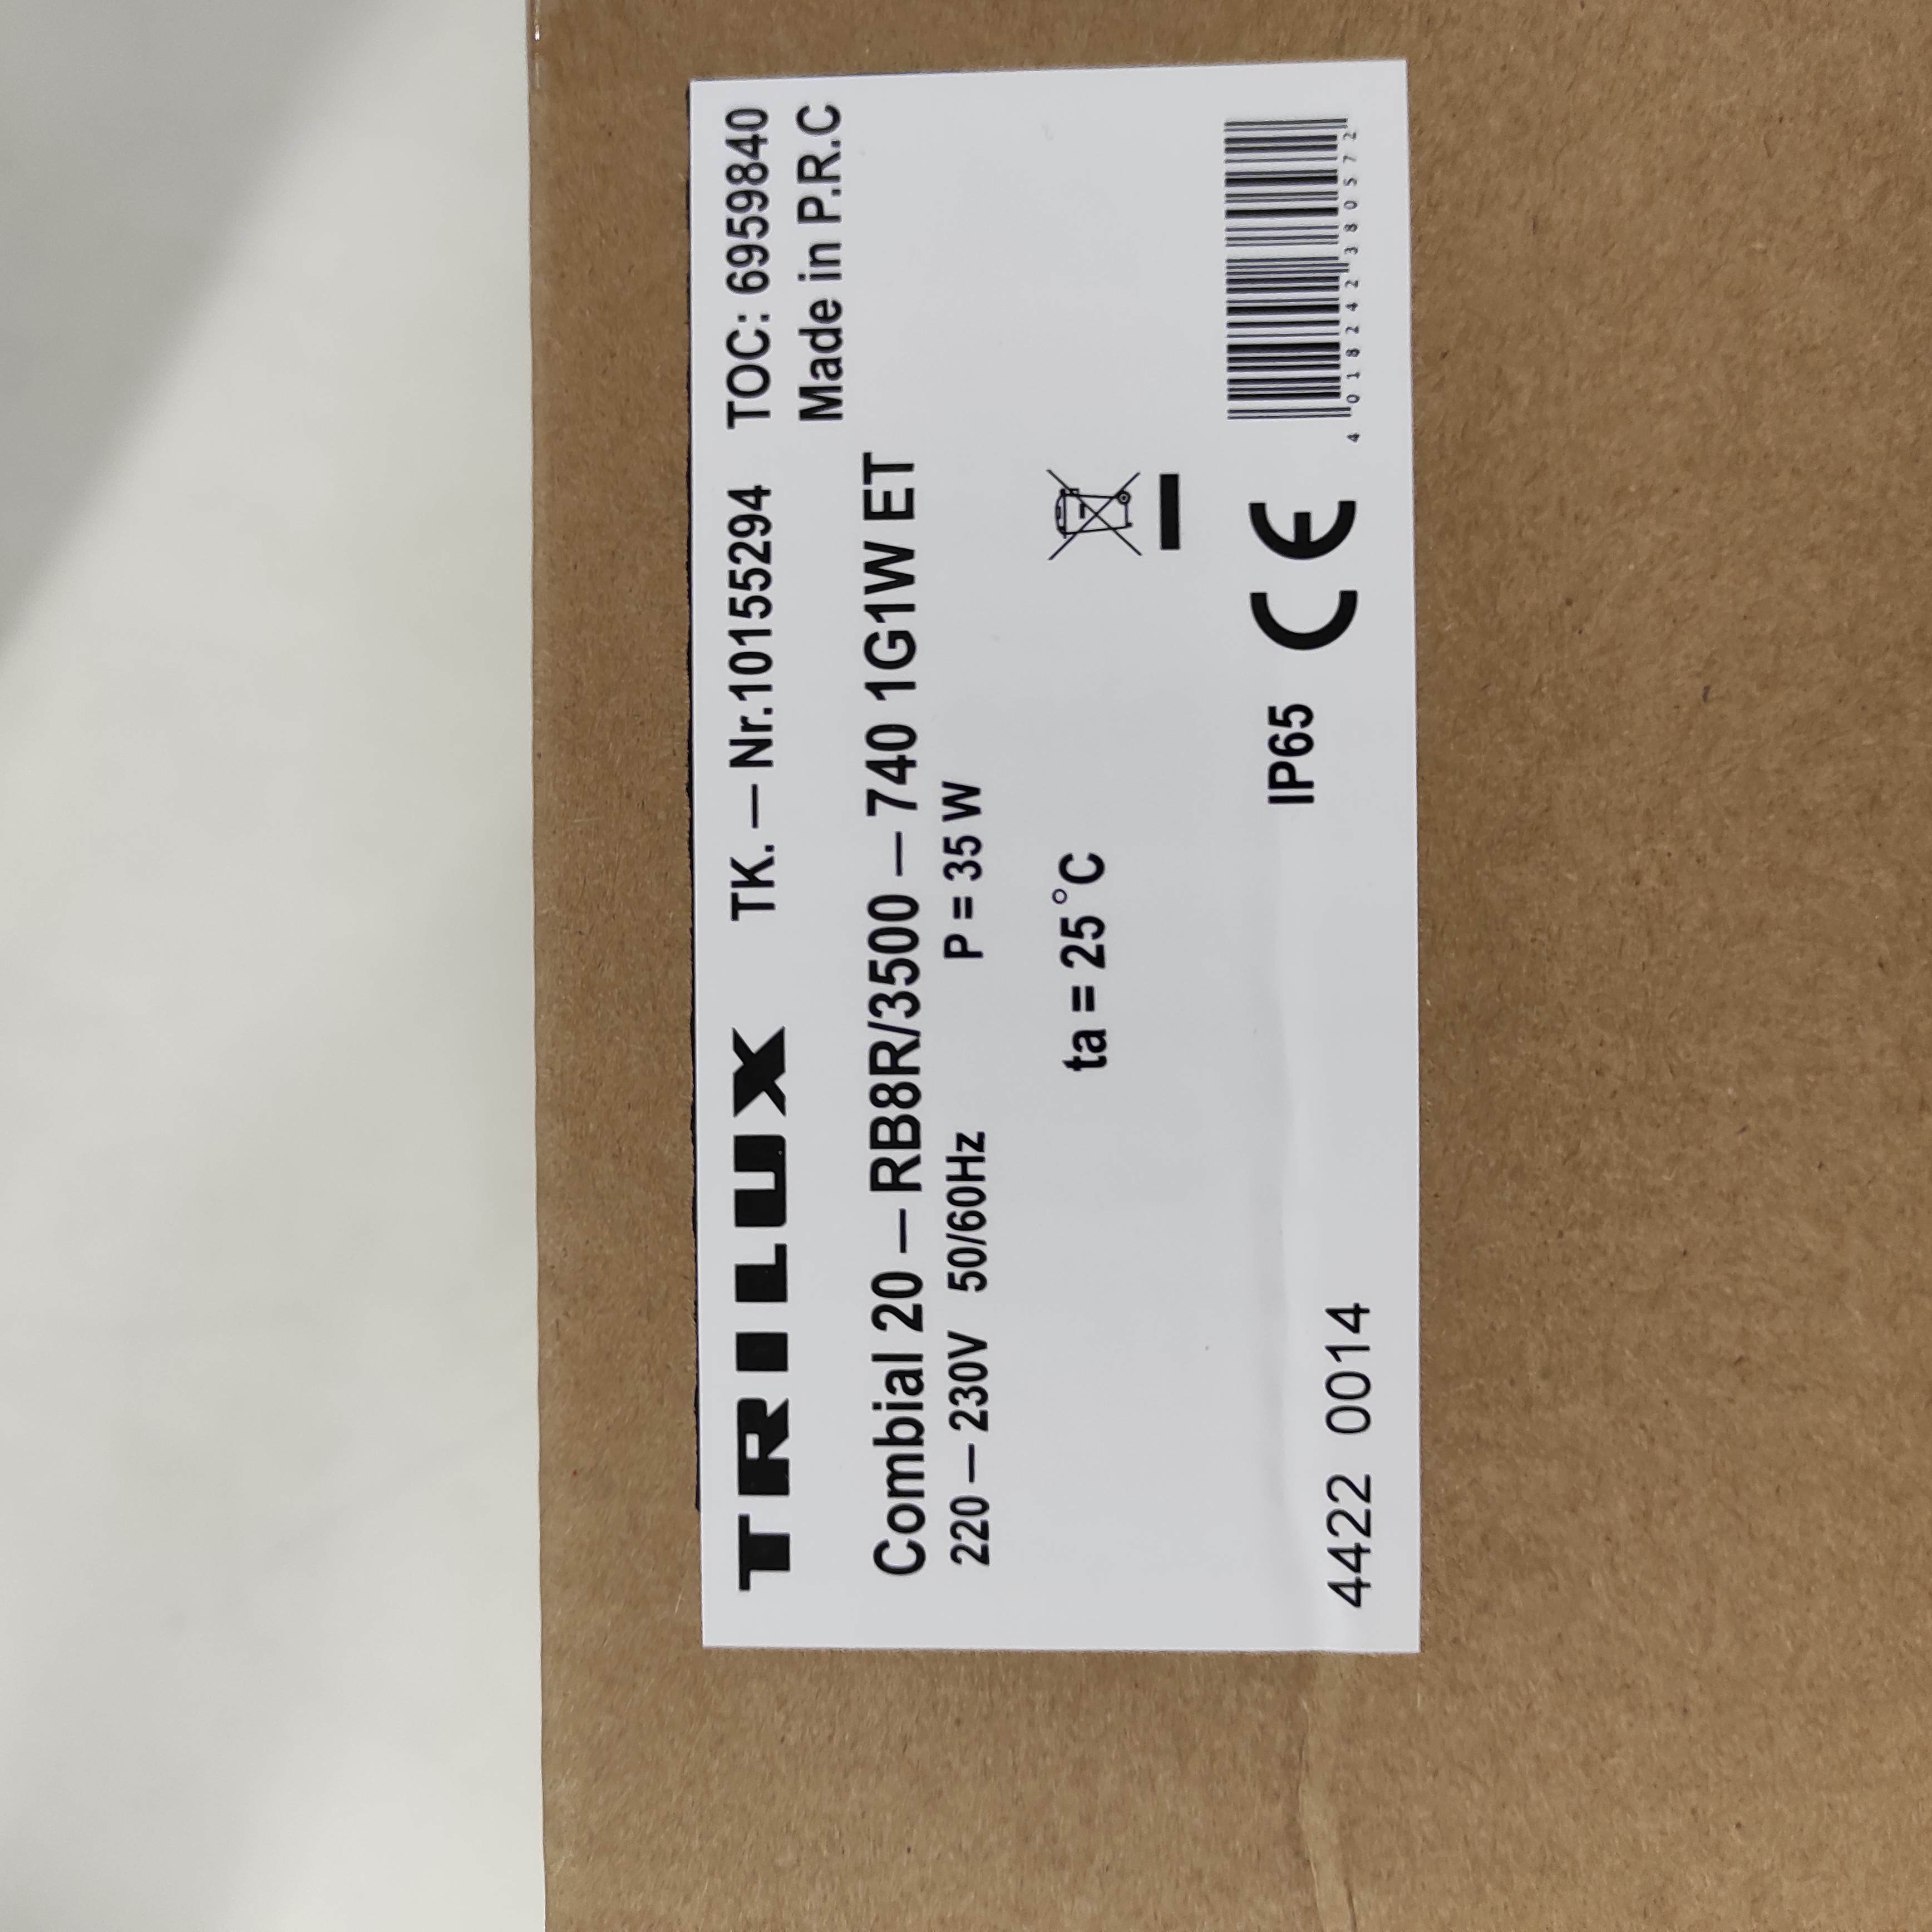 TRILUX TK. — Nr.10155294 TOC: 6959840
Made in P.R.C
Combial 20 — RB8R/3500 — 740 1G1W ET
220 — 230V 50/60Hz P = 35 W
ta = 25°C
IP65 CE
4 018242 380572
4422 0014